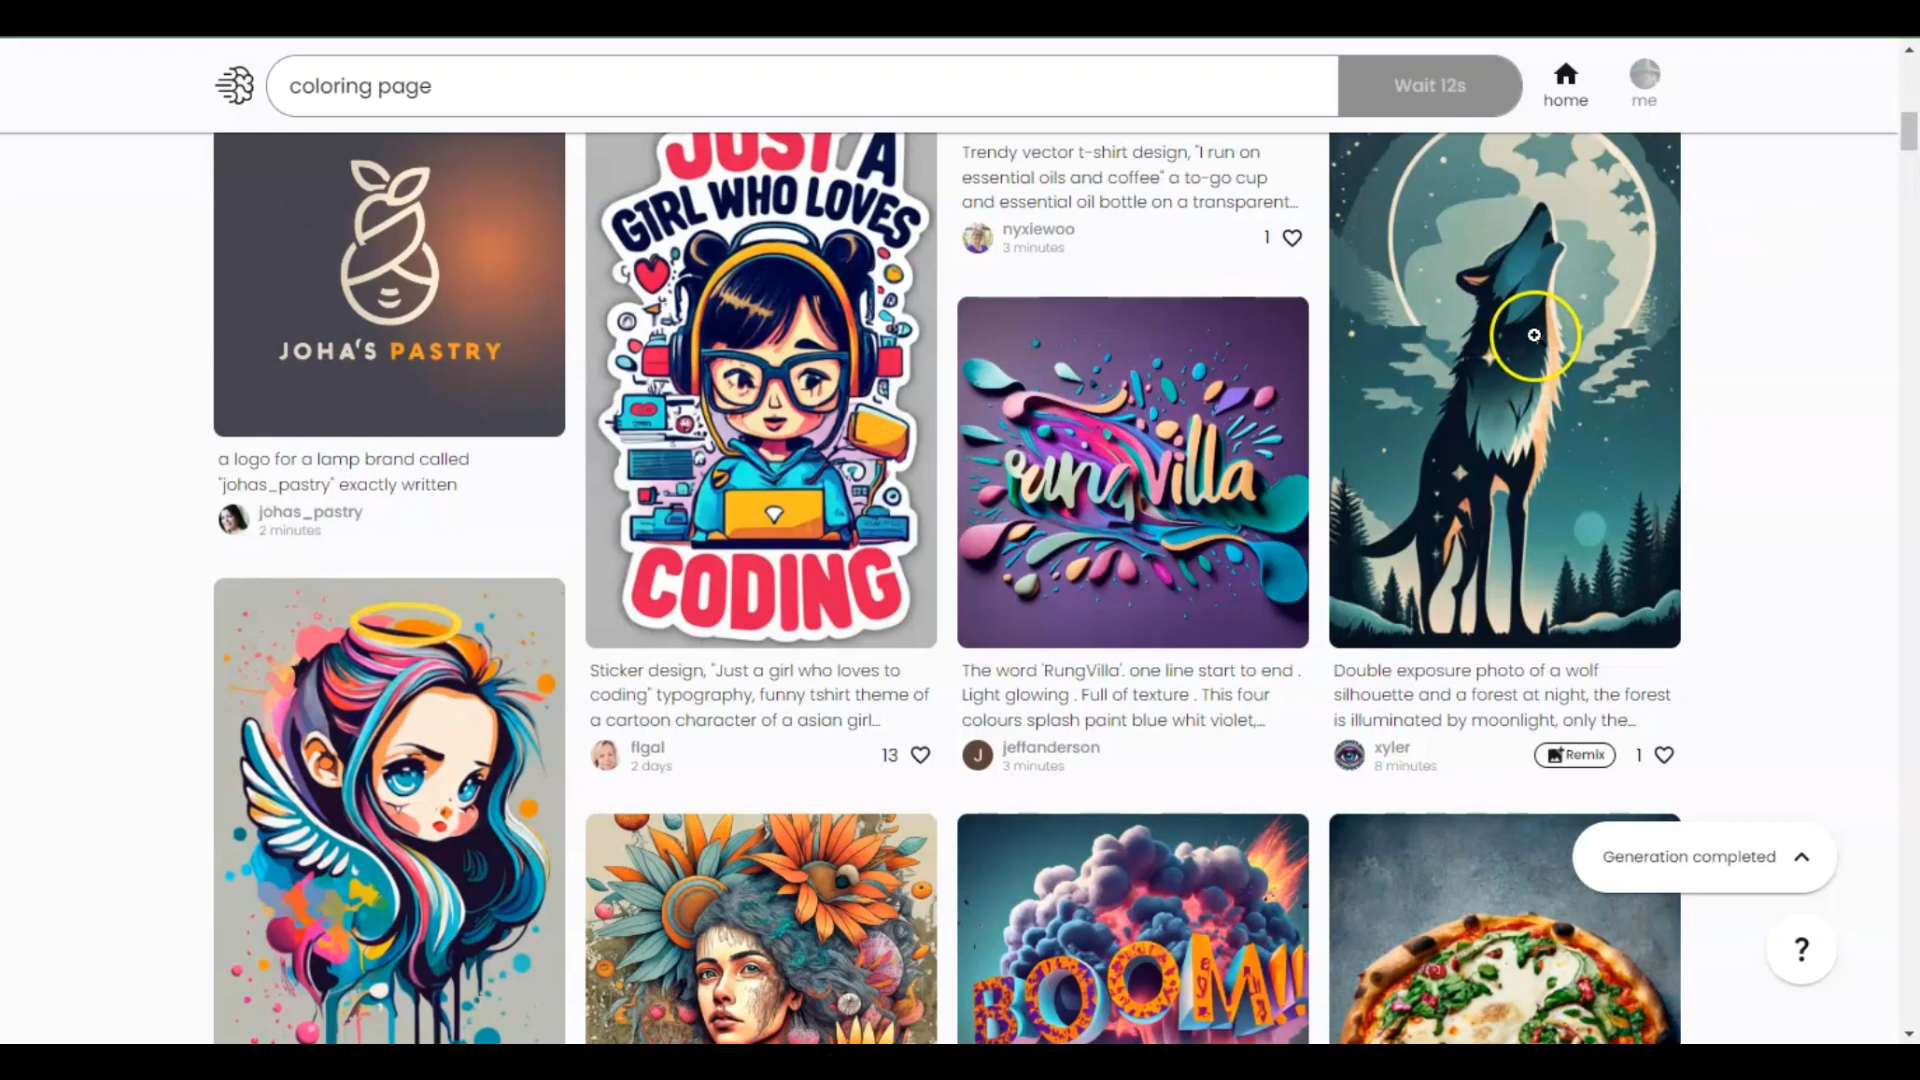 coloring page
Wait 12s
home
me
JOHA'S PASTRY
a logo for a lamp brand called
"johas_pastry" exactly written
johas_pastry
2 minutes
JUST A
GIRL WHO LOVES
CODING
Sticker design, "Just a girl who loves to
coding" typography, funny tshirt theme of
a cartoon character of a asian girl...
flgal
2 days
13
Trendy vector t-shirt design, "I run on
essential oils and coffee" a to-go cup
and essential oil bottle on a transparent...
nyxiewoo
3 minutes
1
rungVilla
The word 'RungVilla'. one line start to end .
Light glowing . Full of texture . This four
colours splash paint blue whit violet,...
J
jeffanderson
3 minutes
Double exposure photo of a wolf
silhouette and a forest at night, the forest
is illuminated by moonlight, only the...
xyler
8 minutes
Remix
1
BOOM!!
Generation completed
?